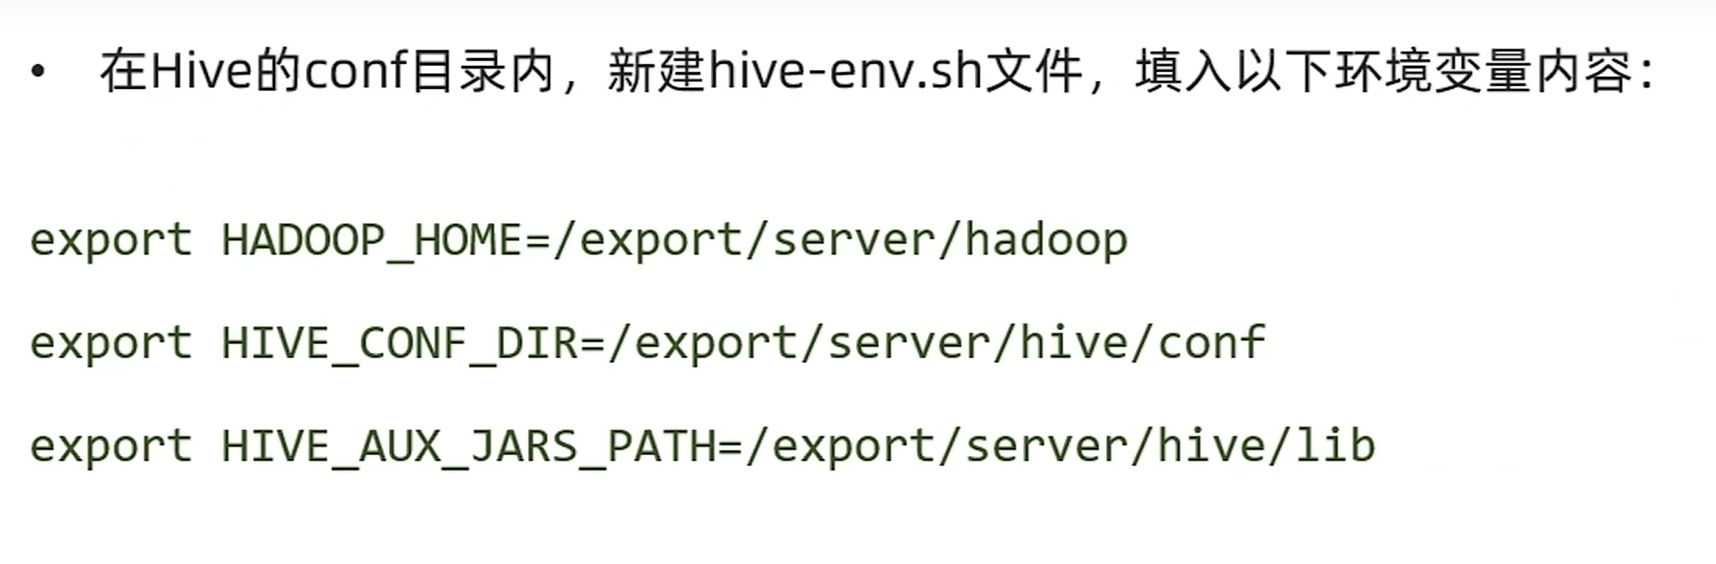 • 在Hive的conf目录内，新建hive-env.sh文件，填入以下环境变量内容：
export HADOOP_HOME=/export/server/hadoop
export HIVE_CONF_DIR=/export/server/hive/conf
export HIVE_AUX_JARS_PATH=/export/server/hive/lib